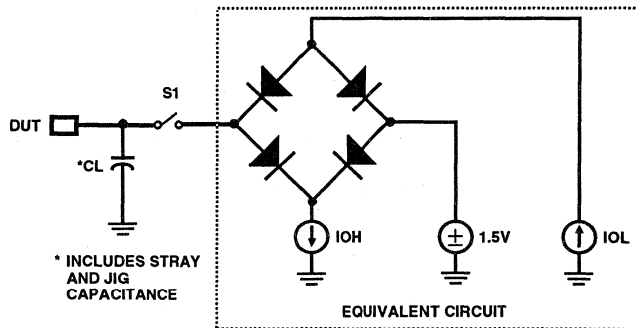 S1
DUT
*CL
IOH
± 1.5V
IOL
* INCLUDES STRAY
AND JIG
CAPACITANCE
EQUIVALENT CIRCUIT